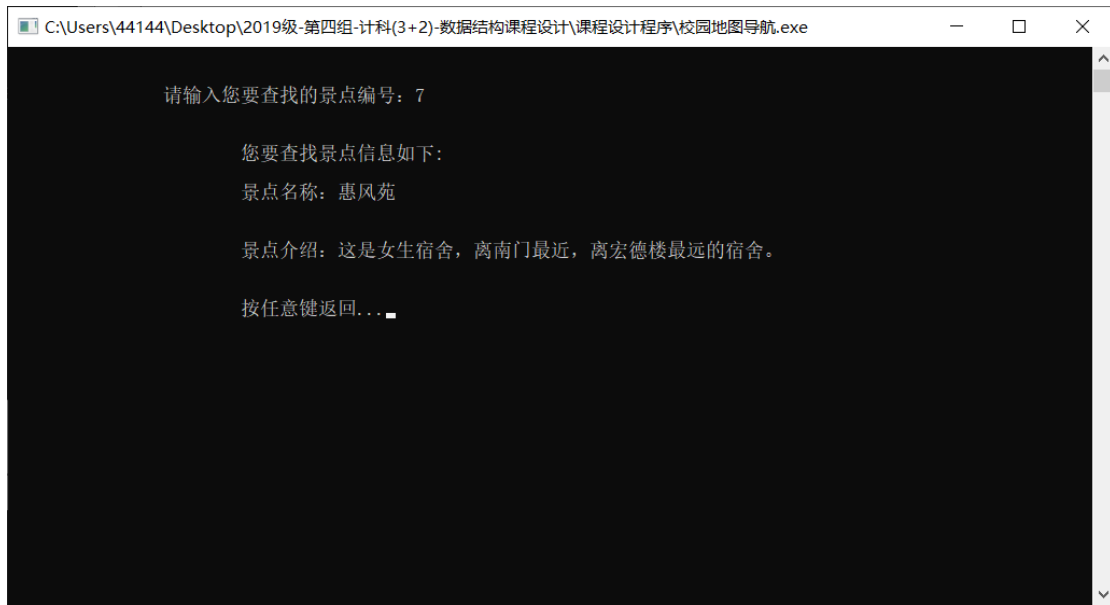 C:\Users\44144\Desktop\2019级-第四组-计科(3+2)-数据结构课程设计\课程设计程序\校园地图导航.exe
请输入您要查找的景点编号：7
您要查找景点信息如下:
景点名称：惠风苑
景点介绍：这是女生宿舍，离南门最近，离宏德楼最远的宿舍。
按任意键返回...